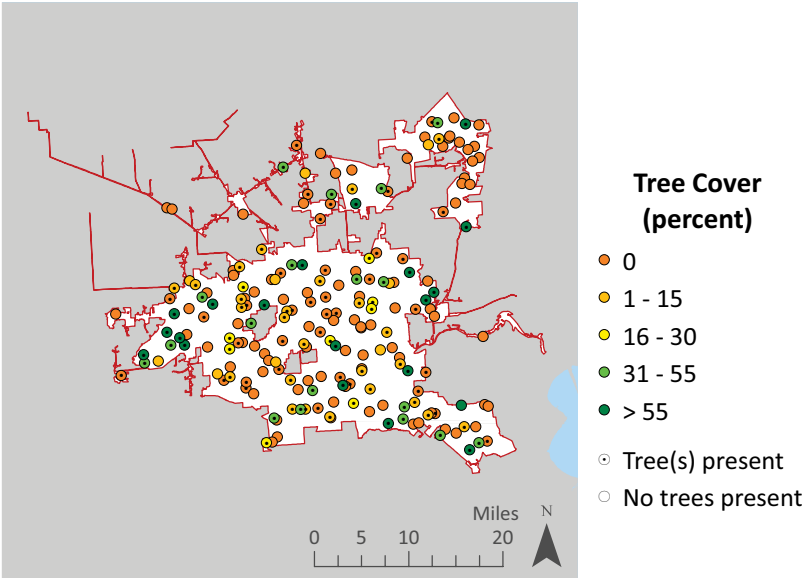 Tree Cover
(percent)
0
1 - 15
16 - 30
31 - 55
> 55
Tree(s) present
No trees present
Miles
N
0 5 10 20